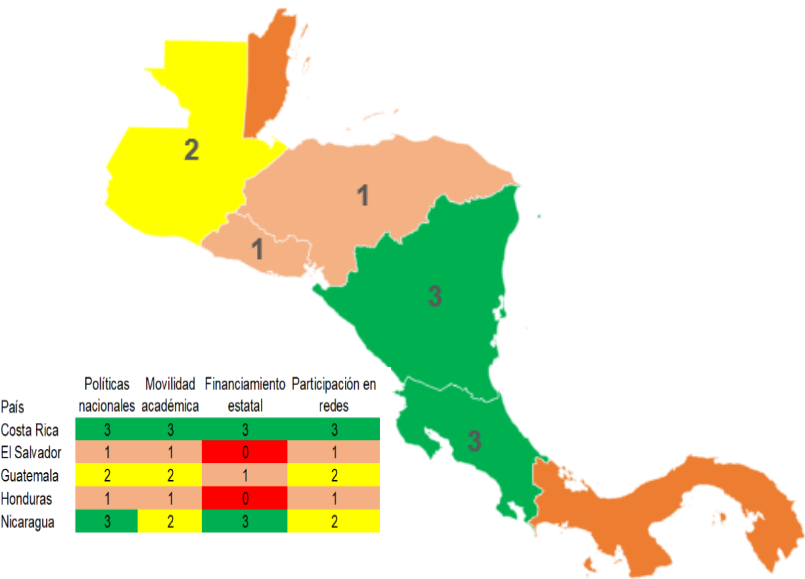 2
1
1
3
3
Políticas Movilidad Financiamiento Participación en
País nacionales académica estatal redes
Costa Rica 3 3 3 3
El Salvador 1 1 0 1
Guatemala 2 2 1 2
Honduras 1 1 0 1
Nicaragua 3 2 3 2